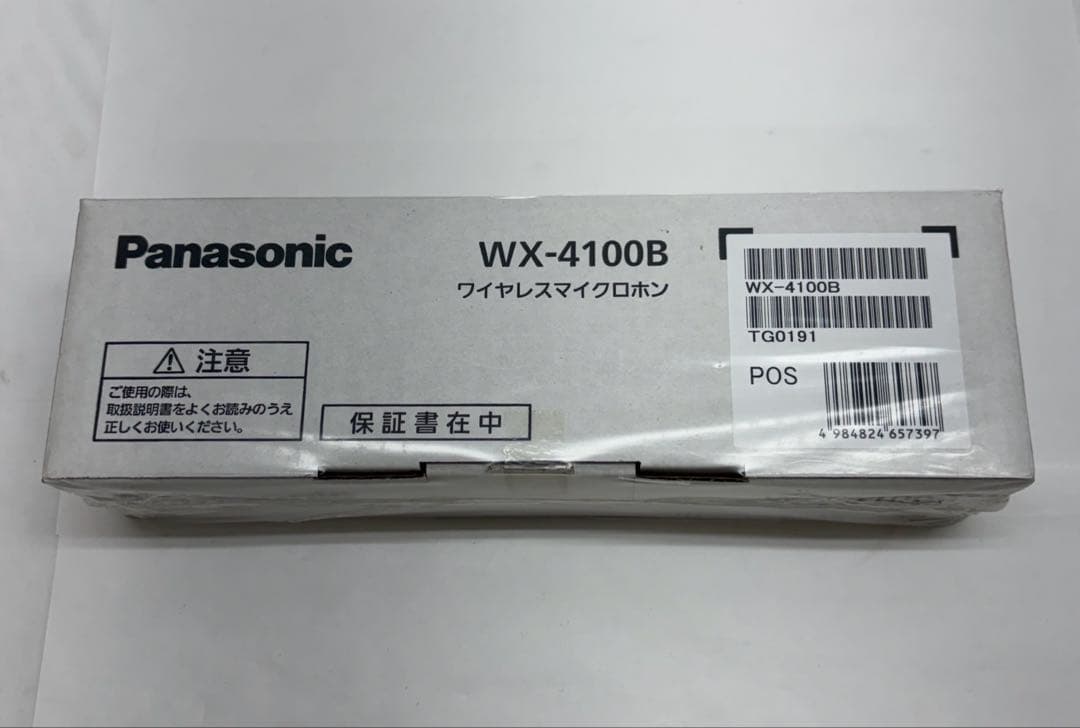 Panasonic
WX-4100B
ワイヤレスマイクロホン
注意
ご使用の際は、
取扱説明書をよくお読みのうえ
正しくお使いください。
保証書在中
WX-4100B
TG0191
POS
4 984824 657397